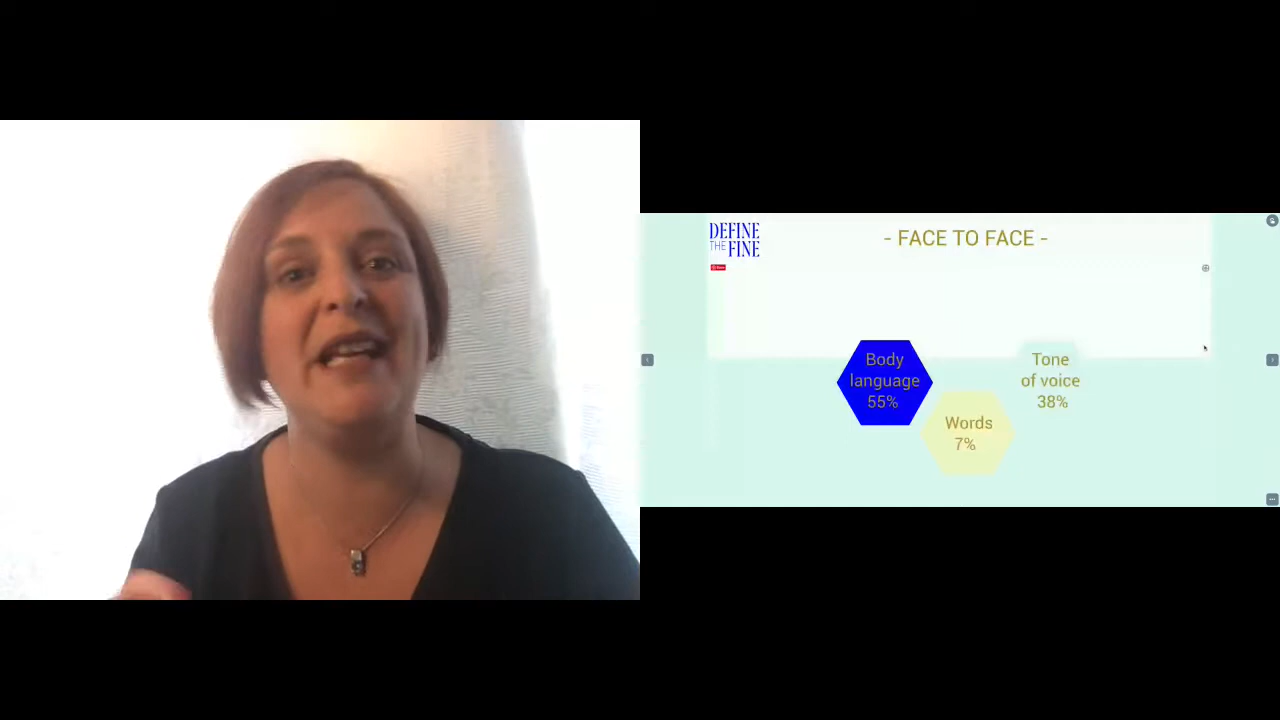 DEFINE
THE FINE
- FACE TO FACE -
Body
language
55%
Words
7%
Tone
of voice
38%